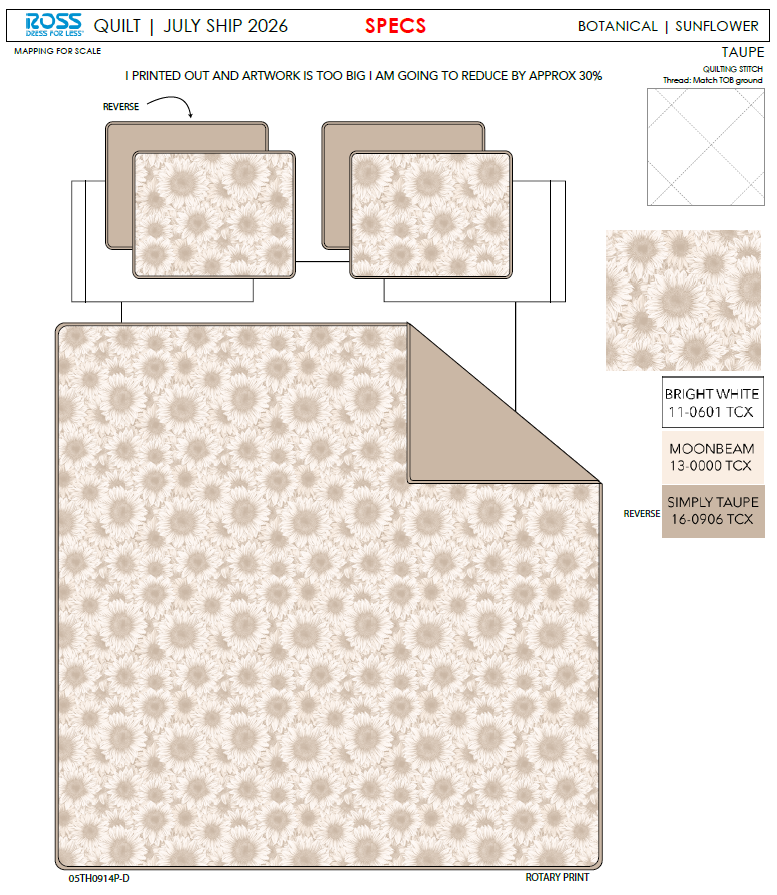 ROSS
DRESS FOR LESS
QUILT | JULY SHIP 2026
SPECS
BOTANICAL | SUNFLOWER
MAPPING FOR SCALE
TAUPE
I PRINTED OUT AND ARTWORK IS TOO BIG I AM GOING TO REDUCE BY APPROX 30%
QUILTING STITCH
Thread: Match TOB ground
REVERSE
BRIGHT WHITE
11-0601 TCX
MOONBEAM
13-0000 TCX
REVERSE
SIMPLY TAUPE
16-0906 TCX
05TH0914P-D
ROTARY PRINT